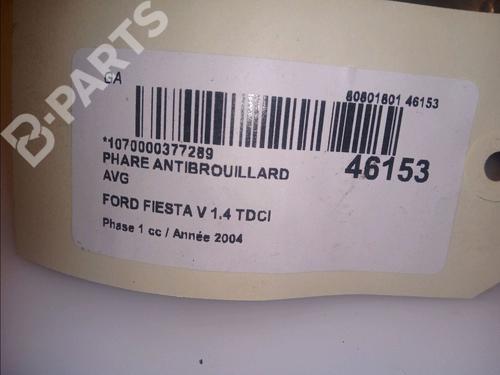 B-PARTS
GA
80801801 46153
*1070000377289
PHARE ANTIBROUILLARD
AVG
46153
FORD FIESTA V 1.4 TDCI
Phase 1 cc / Année 2004